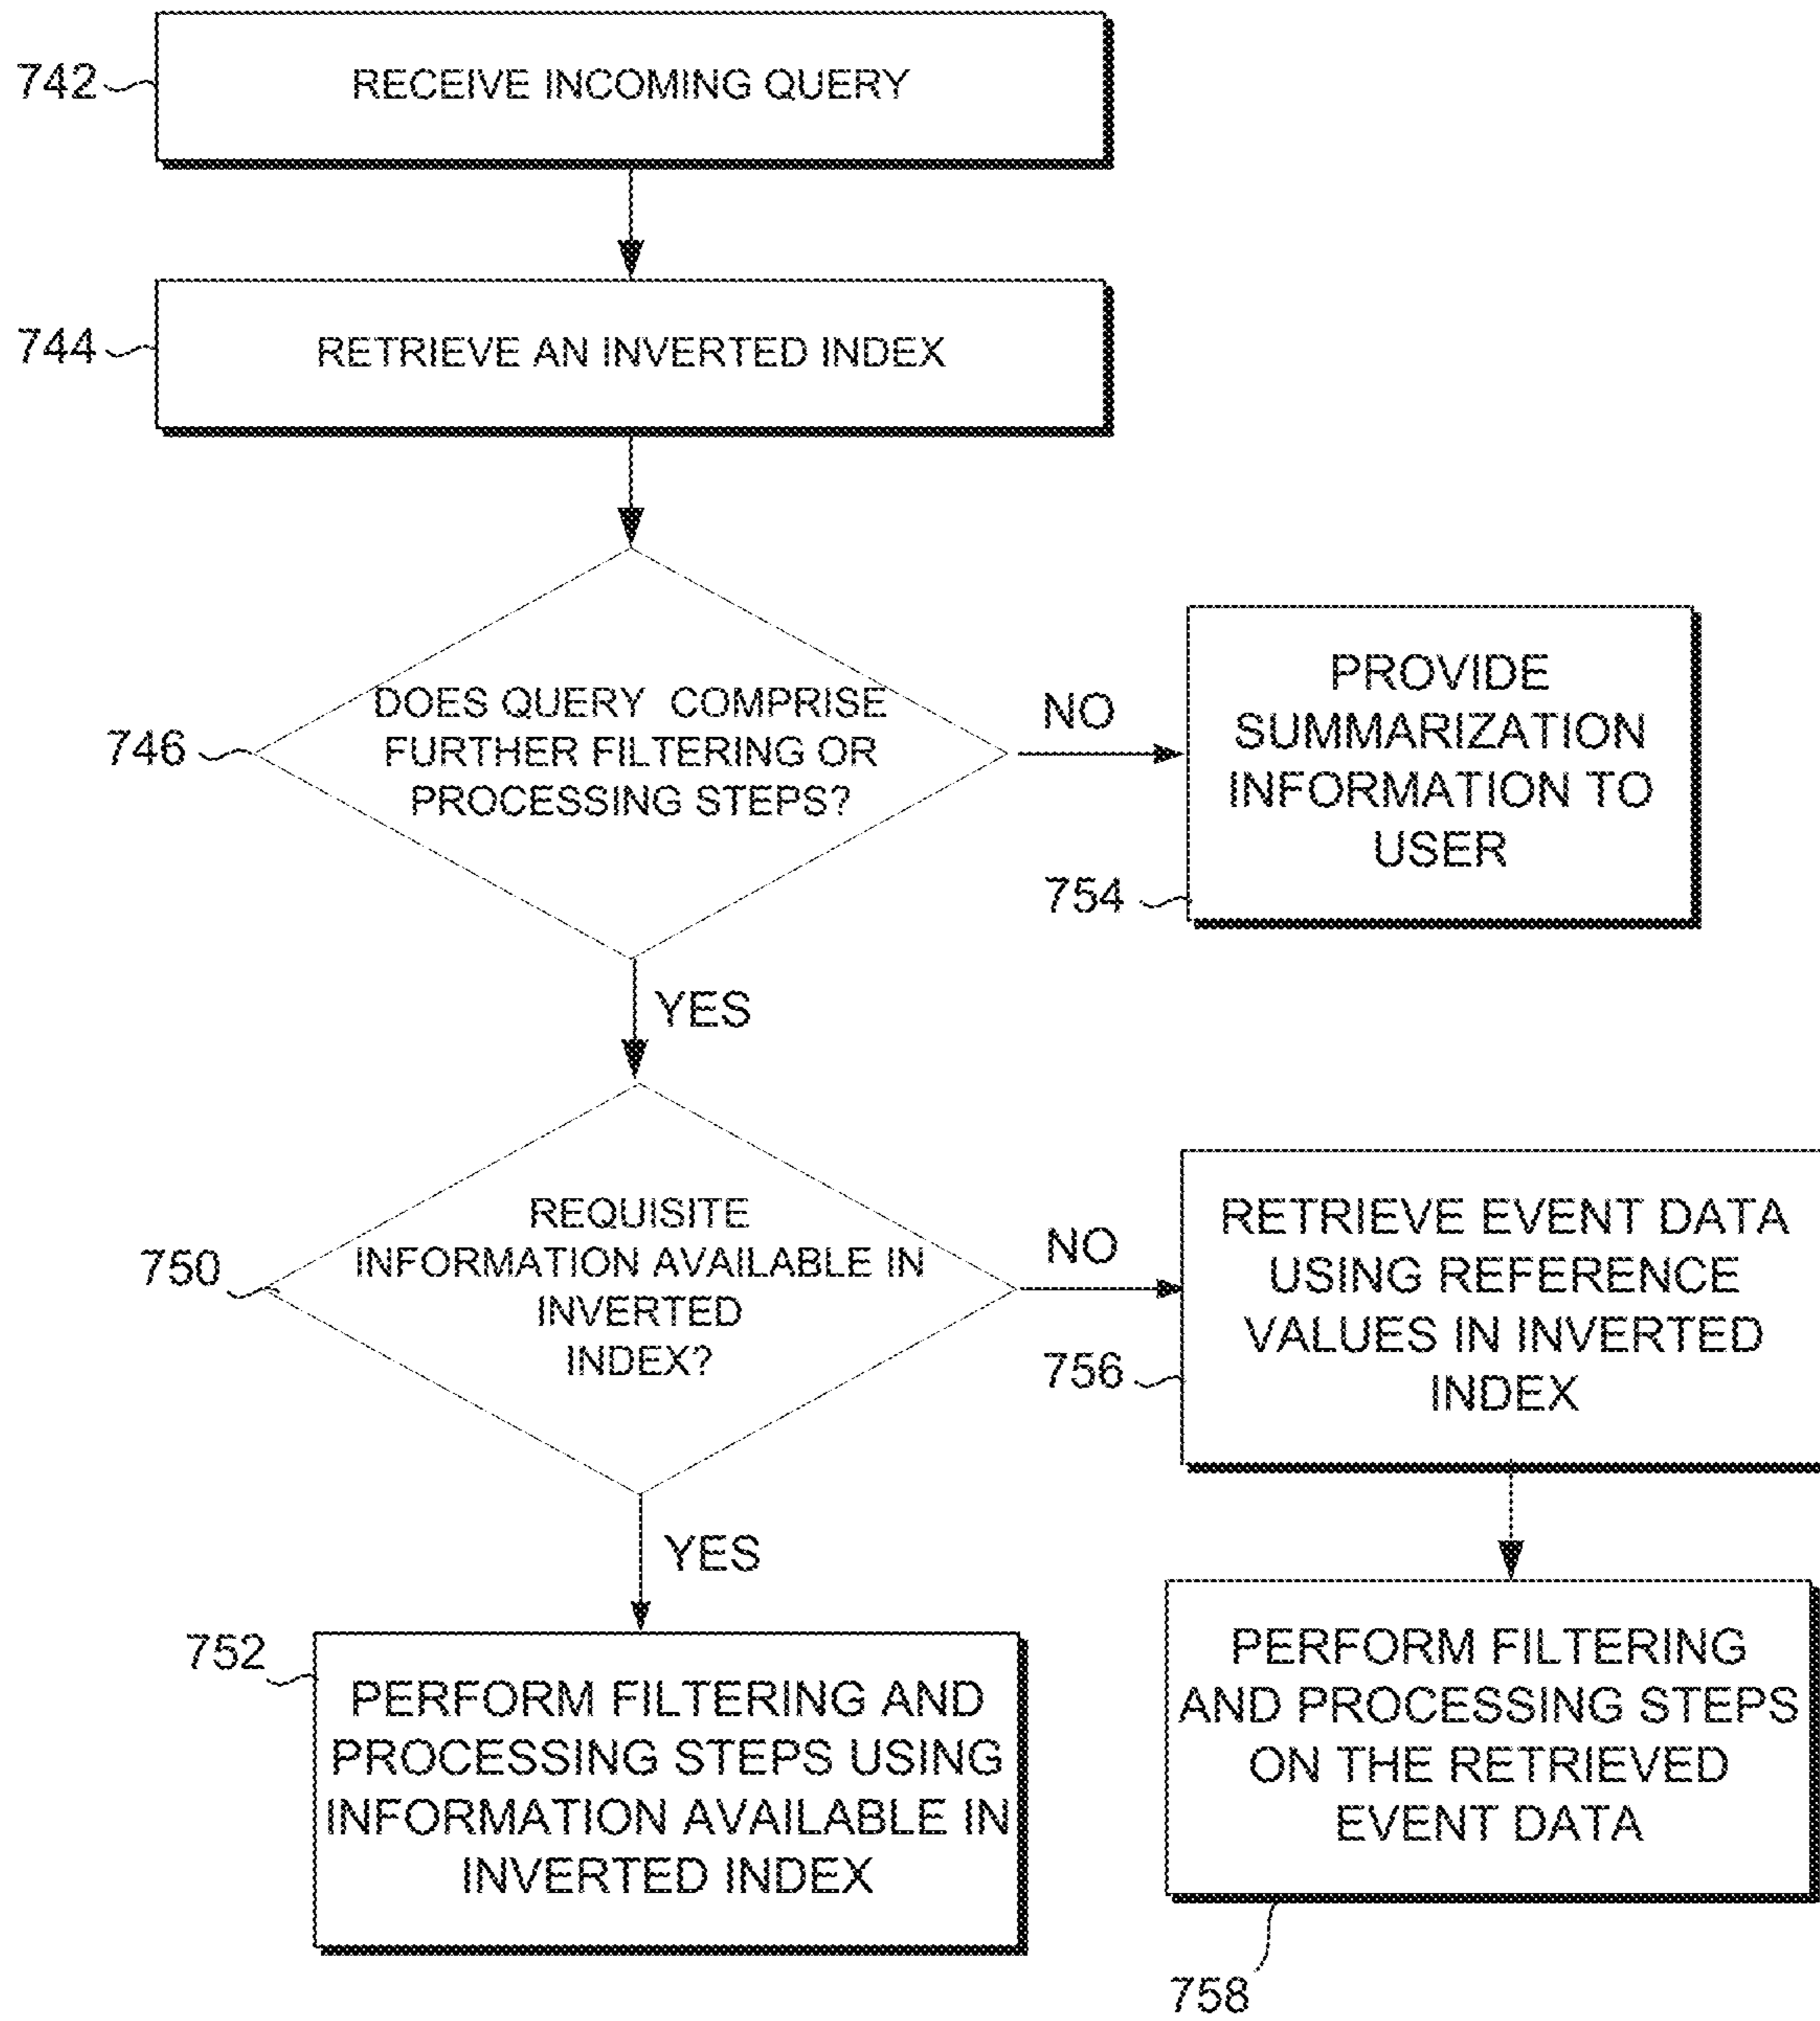 742
RECEIVE INCOMING QUERY
744
RETRIEVE AN INVERTED INDEX
746
DOES QUERY COMPRISE
FURTHER FILTERING OR
PROCESSING STEPS?
NO
PROVIDE
SUMMARIZATION
INFORMATION TO
USER
754
YES
750
REQUISITE
INFORMATION AVAILABLE IN
INVERTED
INDEX?
NO
RETRIEVE EVENT DATA
USING REFERENCE
VALUES IN INVERTED
INDEX
756
YES
752
PERFORM FILTERING AND
PROCESSING STEPS USING
INFORMATION AVAILABLE IN
INVERTED INDEX
PERFORM FILTERING
AND PROCESSING STEPS
ON THE RETRIEVED
EVENT DATA
758